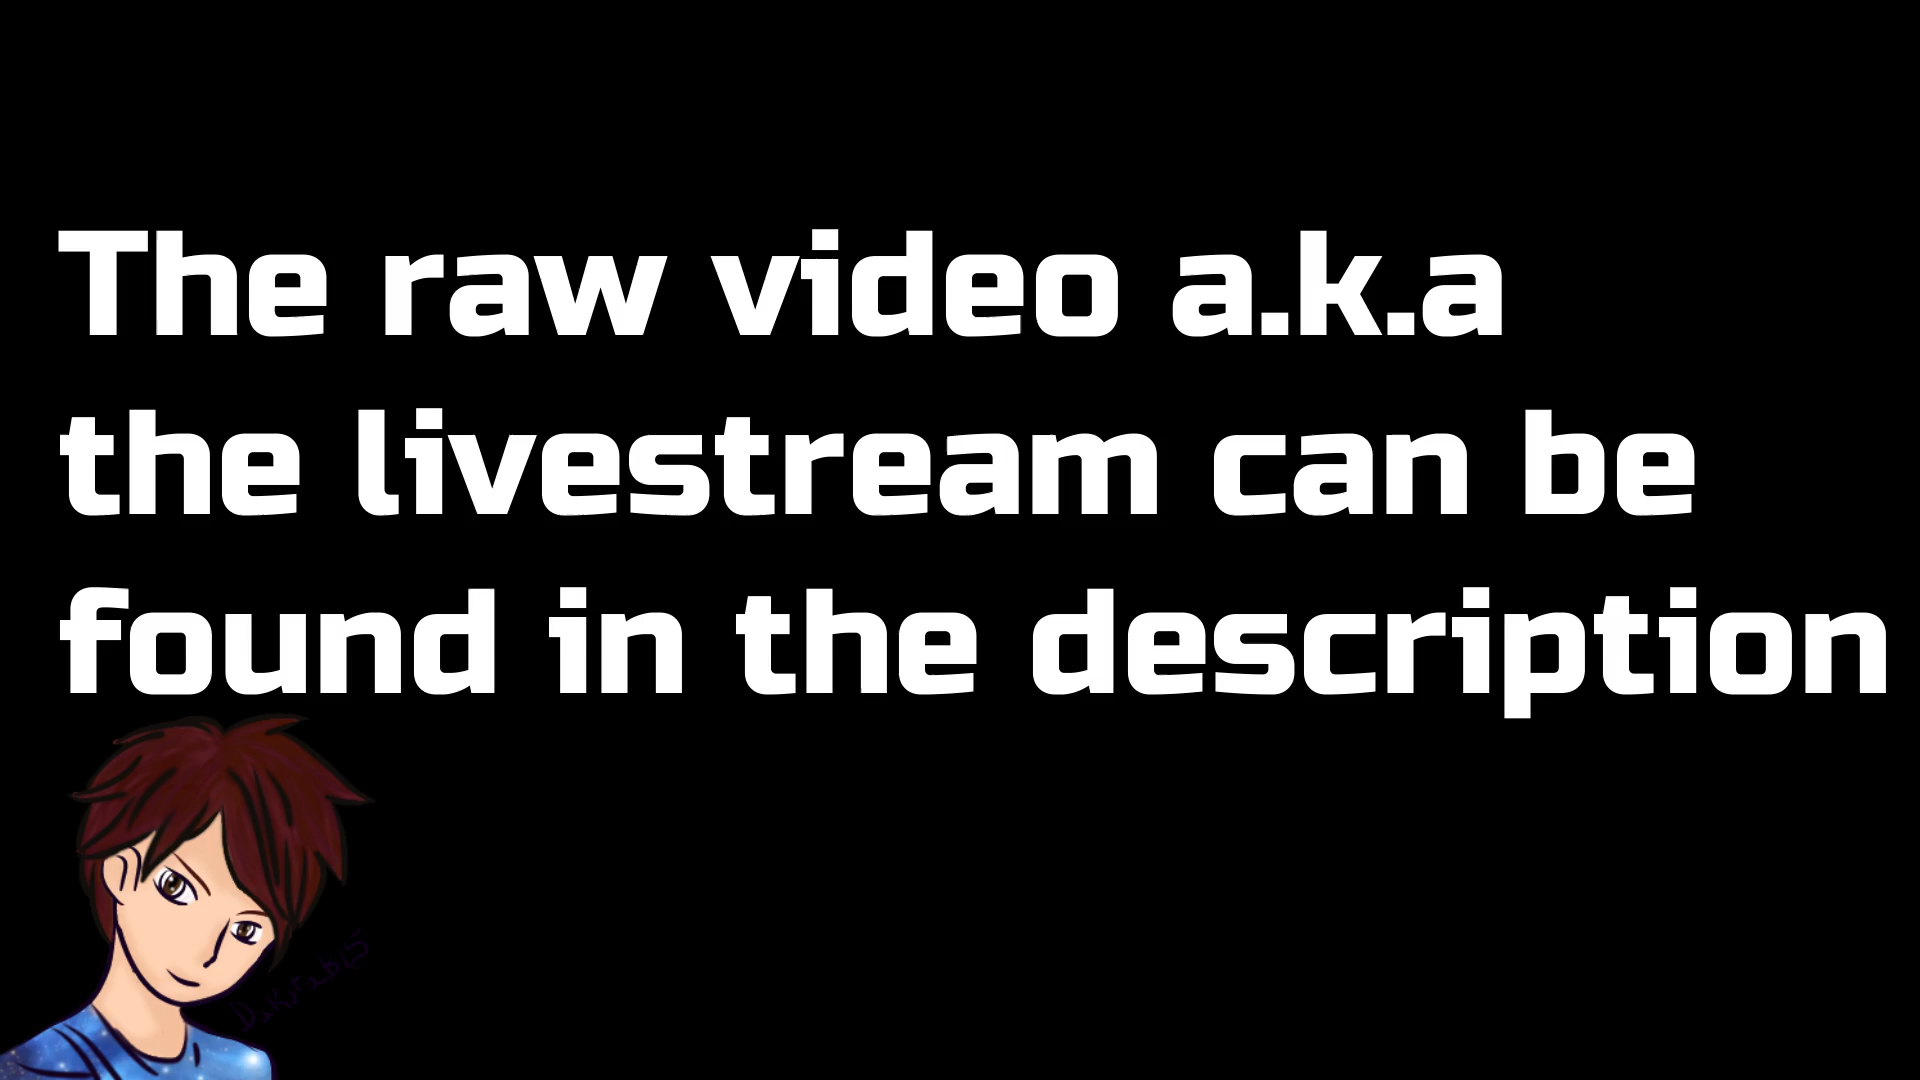 The raw video a.k.a
the livestream can be
found in the description